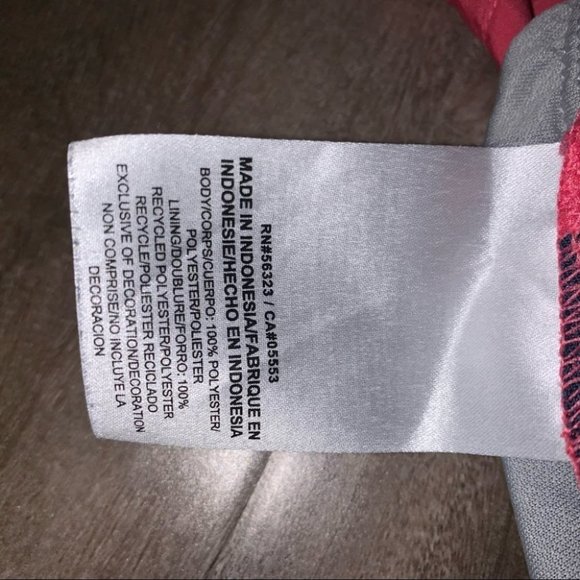 RN#56323 / CA#05553
MADE IN INDONESIA/FABRIQUE EN
INDONESIE/HECHO EN INDONESIA
BODY/CORPS/CUERPO: 100% POLYESTER/
POLYESTER/POLIESTER
LINING/DOUBLURE/FORRO: 100%
RECYCLED POLYESTER/POLYESTER
RECYCLE/POLIESTER RECICLADO
EXCLUSIVE OF DECORATION/DECORATION
NON COMPRISE/NO INCLUYE LA
DECORACION